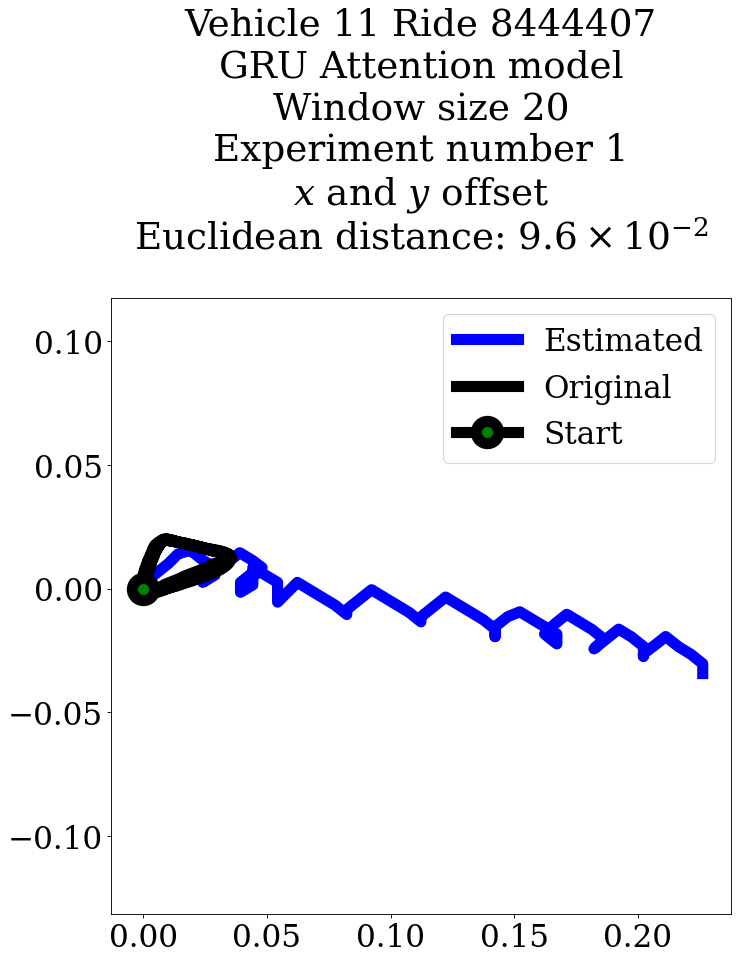 Vehicle 11 Ride 8444407
GRU Attention model
Window size 20
Experiment number 1
x and y offset
Euclidean distance: 9.6 × 10⁻²
Estimated
Original
Start
0.10
0.05
0.00
−0.05
−0.10
0.00 0.05 0.10 0.15 0.20